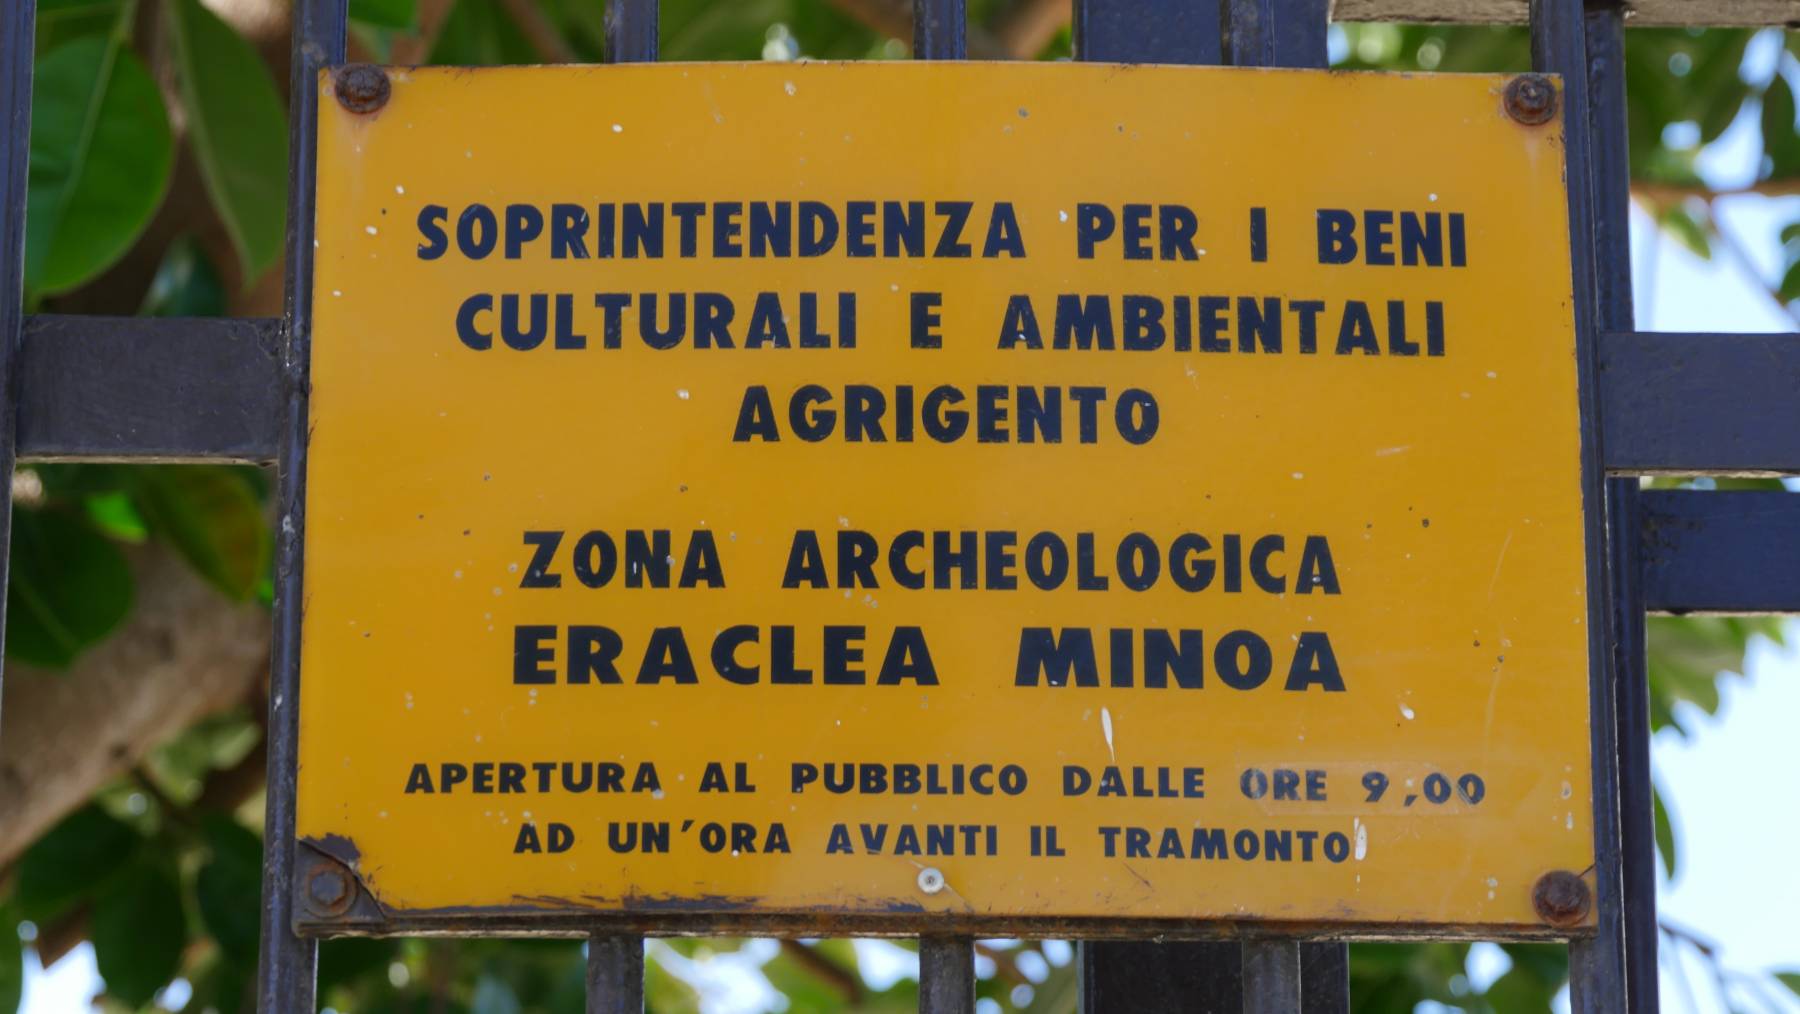 SOPRINTENDENZA PER I BENI
CULTURALI E AMBIENTALI
AGRIGENTO
ZONA ARCHEOLOGICA
ERACLEA MINOA
APERTURA AL PUBBLICO DALLE ORE 9,00
AD UN'ORA AVANTI IL TRAMONTO